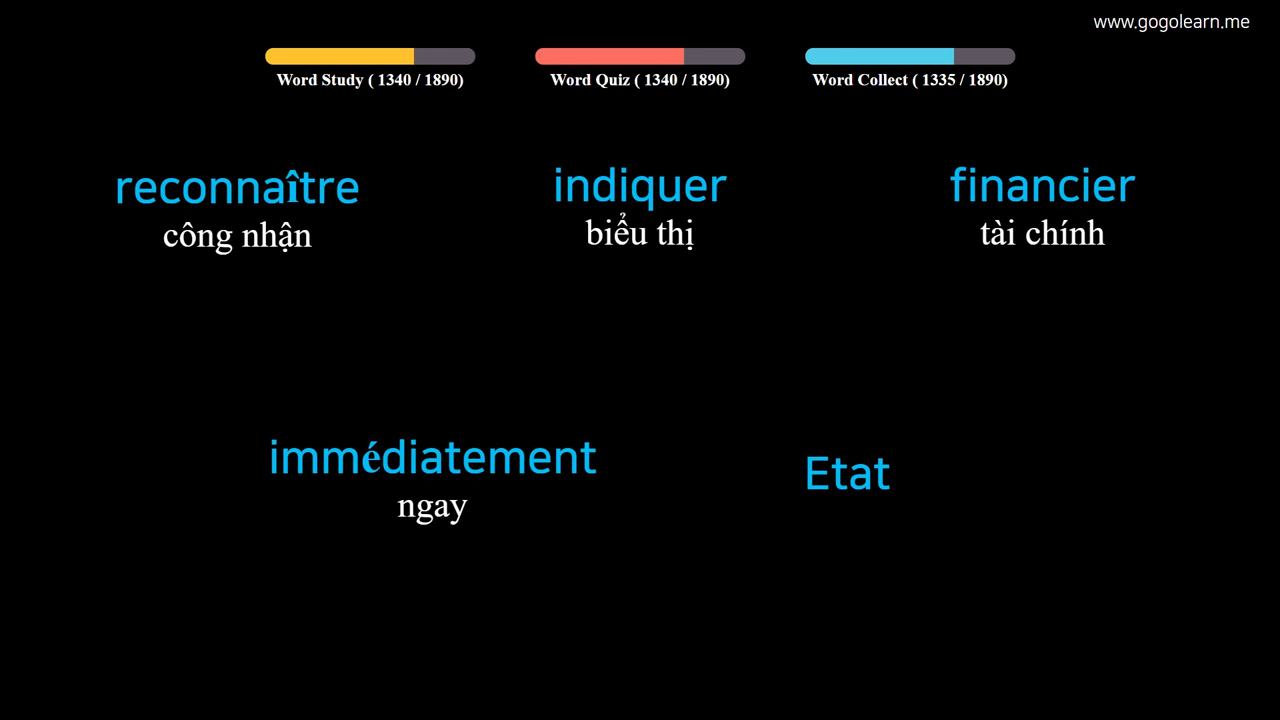 www.gogolearn.me
Word Study ( 1340 / 1890)
Word Quiz ( 1340 / 1890)
Word Collect ( 1335 / 1890)
reconnaître
công nhận
indiquer
biểu thị
financier
tài chính
immédiatement
ngay
Etat